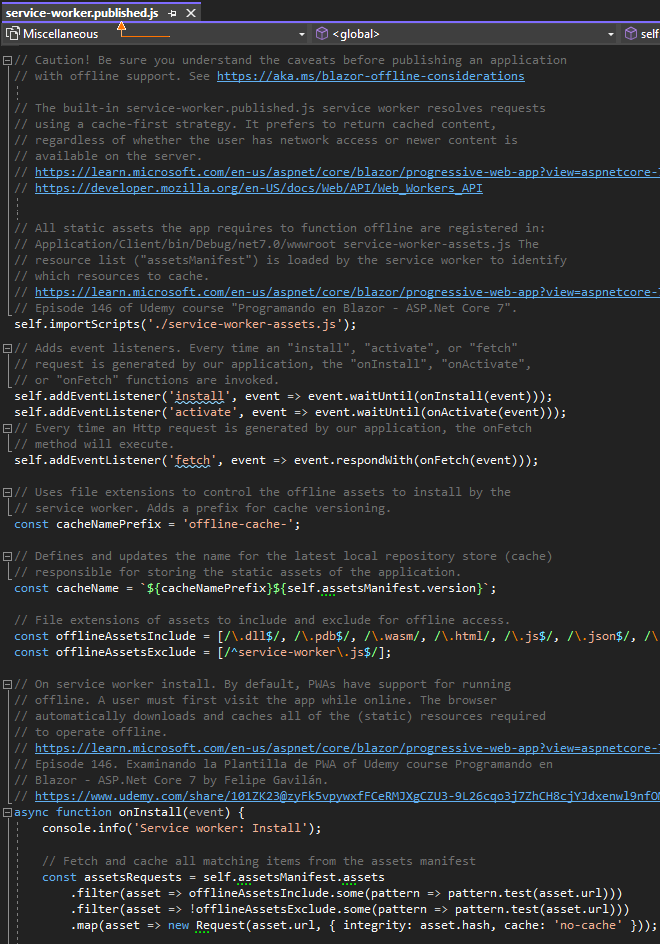 service-worker.published.js
Miscellaneous
<global>
self
// Caution! Be sure you understand the caveats before publishing an application
// with offline support. See https://aka.ms/blazor-offline-considerations
// The built-in service-worker.published.js service worker resolves requests
// using a cache-first strategy. It prefers to return cached content,
// regardless of whether the user has network access or newer content is
// available on the server.
// https://learn.microsoft.com/en-us/aspnet/core/blazor/progressive-web-app?view=aspnetcore-7
// https://developer.mozilla.org/en-US/docs/Web/API/Web_Workers_API
// All static assets the app requires to function offline are registered in:
// Application/Client/bin/Debug/net7.0/wwwroot service-worker-assets.js The
// resource list ("assetsManifest") is loaded by the service worker to identify
// which resources to cache.
// https://learn.microsoft.com/en-us/aspnet/core/blazor/progressive-web-app?view=aspnetcore-7
// Episode 146 of Udemy course "Programando en Blazor - ASP.Net Core 7".
self.importScripts('./service-worker-assets.js');
// Adds event listeners. Every time an "install", "activate", or "fetch"
// request is generated by our application, the "onInstall", "onActivate",
// or "onFetch" functions are invoked.
self.addEventListener('install', event => event.waitUntil(onInstall(event)));
self.addEventListener('activate', event => event.waitUntil(onActivate(event)));
// Every time an Http request is generated by our application, the onFetch
// method will execute.
self.addEventListener('fetch', event => event.respondWith(onFetch(event)));
// Uses file extensions to control the offline assets to install by the
// service worker. Adds a prefix for cache versioning.
const cacheNamePrefix = 'offline-cache-';
// Defines and updates the name for the latest local repository store (cache)
// responsible for storing the static assets of the application.
const cacheName = `${cacheNamePrefix}${self.assetsManifest.version}`;
// File extensions of assets to include and exclude for offline access.
const offlineAssetsInclude = [/\.dll$/, /\.pdb$/, /\.wasm/, /\.html/, /\.js$/, /\.json$/, /\
const offlineAssetsExclude = [/^service-worker\.js$/];
// On service worker install. By default, PWAs have support for running
// offline. A user must first visit the app while online. The browser
// automatically downloads and caches all of the (static) resources required
// to operate offline.
// https://learn.microsoft.com/en-us/aspnet/core/blazor/progressive-web-app?view=aspnetcore-7
// Episode 146. Examinando la Plantilla de PWA of Udemy course Programando en
// Blazor - ASP.Net Core 7 by Felipe Gavilán.
// https://www.udemy.com/share/101ZK23@zyFk5vpywxfFCeRMJXgCZU3-9L26cqo3j7ZhCH8cjYJdxenwl9nfO
async function onInstall(event) {
console.info('Service worker: Install');
// Fetch and cache all matching items from the assets manifest
const assetsRequests = self.assetsManifest.assets
.filter(asset => offlineAssetsInclude.some(pattern => pattern.test(asset.url)))
.filter(asset => !offlineAssetsExclude.some(pattern => pattern.test(asset.url)))
.map(asset => new Request(asset.url, { integrity: asset.hash, cache: 'no-cache' }));